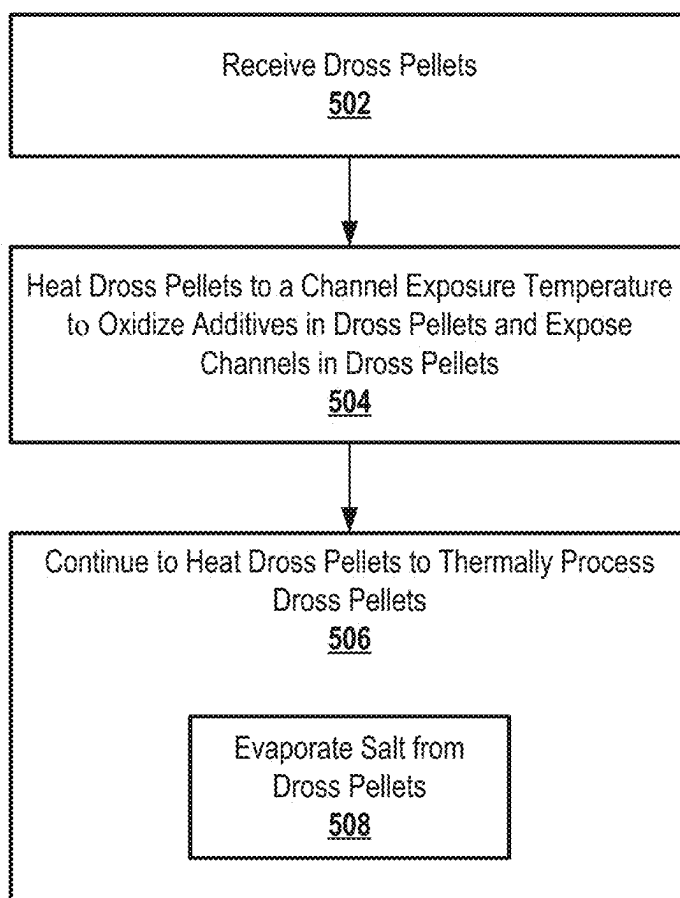 Receive Dross Pellets
502
Heat Dross Pellets to a Channel Exposure Temperature
to Oxidize Additives in Dross Pellets and Expose
Channels in Dross Pellets
504
Continue to Heat Dross Pellets to Thermally Process
Dross Pellets
506
Evaporate Salt from
Dross Pellets
508